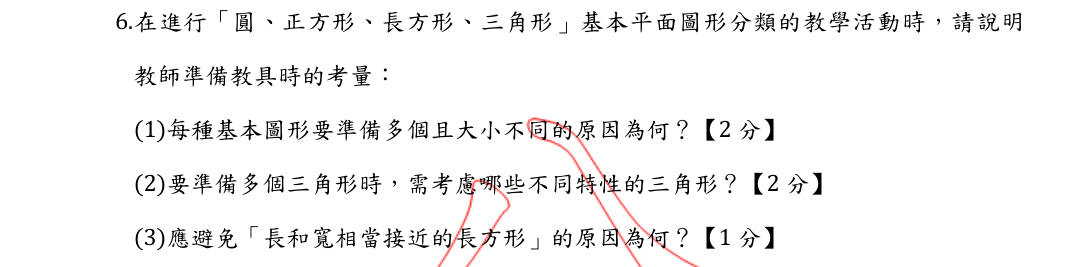 6.在進行「圓、正方形、長方形、三角形」基本平面圖形分類的教學活動時，請說明
教師準備教具時的考量：
(1)每種基本圖形要準備多個且大小不同的原因為何？【2 分】
(2)要準備多個三角形時，需考慮哪些不同特性的三角形？【2 分】
(3)應避免「長和寬相當接近的長方形」的原因為何？【1 分】